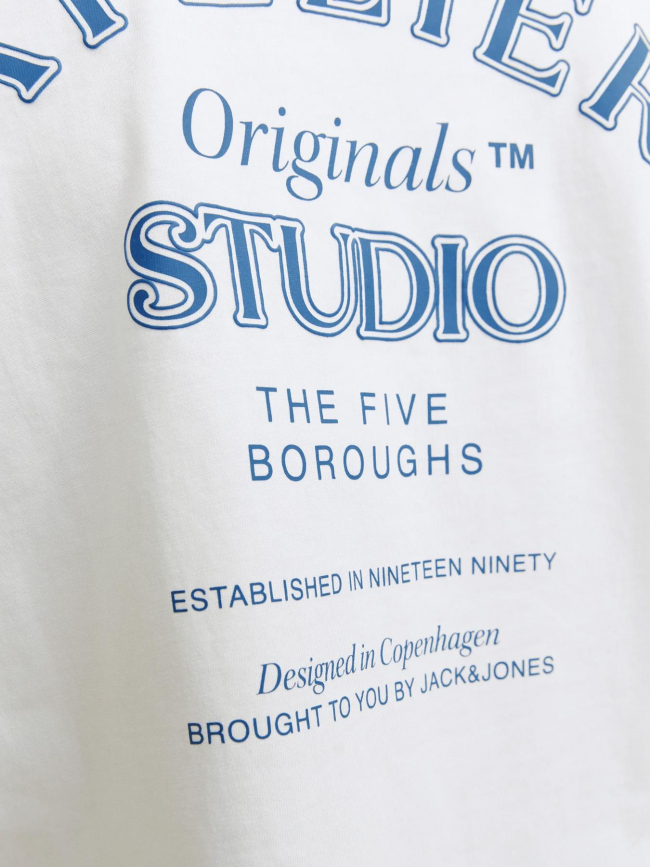 Originals™
STUDIO
THE FIVE
BOROUGHS
ESTABLISHED IN NINETEEN NINETY
Designed in Copenhagen
BROUGHT TO YOU BY JACK&JONES